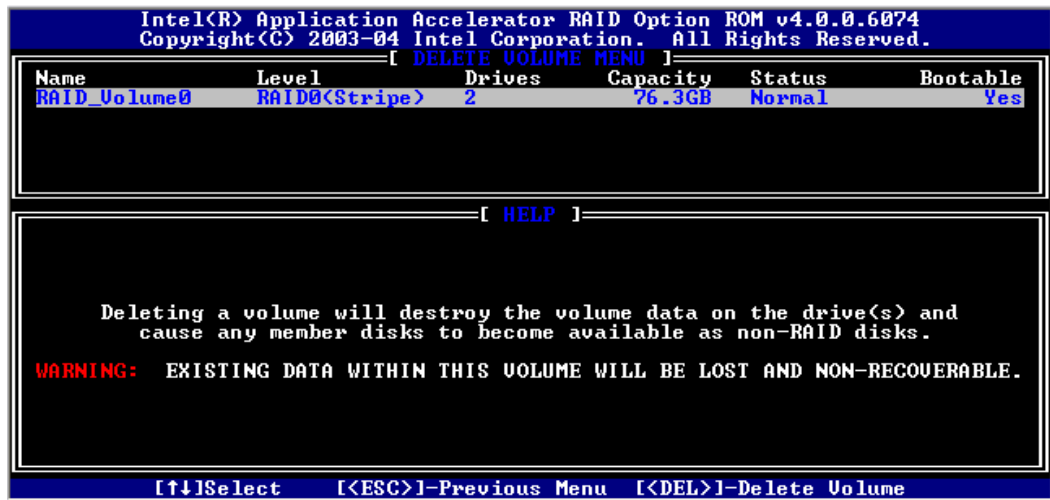 Intel(R) Application Accelerator RAID Option ROM v4.0.0.6074
Copyright(C) 2003-04 Intel Corporation. All Rights Reserved.
[ DELETE VOLUME MENU ]
Name Level Drives Capacity Status Bootable
RAID_Volume0 RAID0(Stripe) 2 76.3GB Normal Yes
[ HELP ]
Deleting a volume will destroy the volume data on the drive(s) and
cause any member disks to become available as non-RAID disks.
WARNING: EXISTING DATA WITHIN THIS VOLUME WILL BE LOST AND NON-RECOVERABLE.
[↑↓]Select [<ESC>]-Previous Menu [<DEL>]-Delete Volume